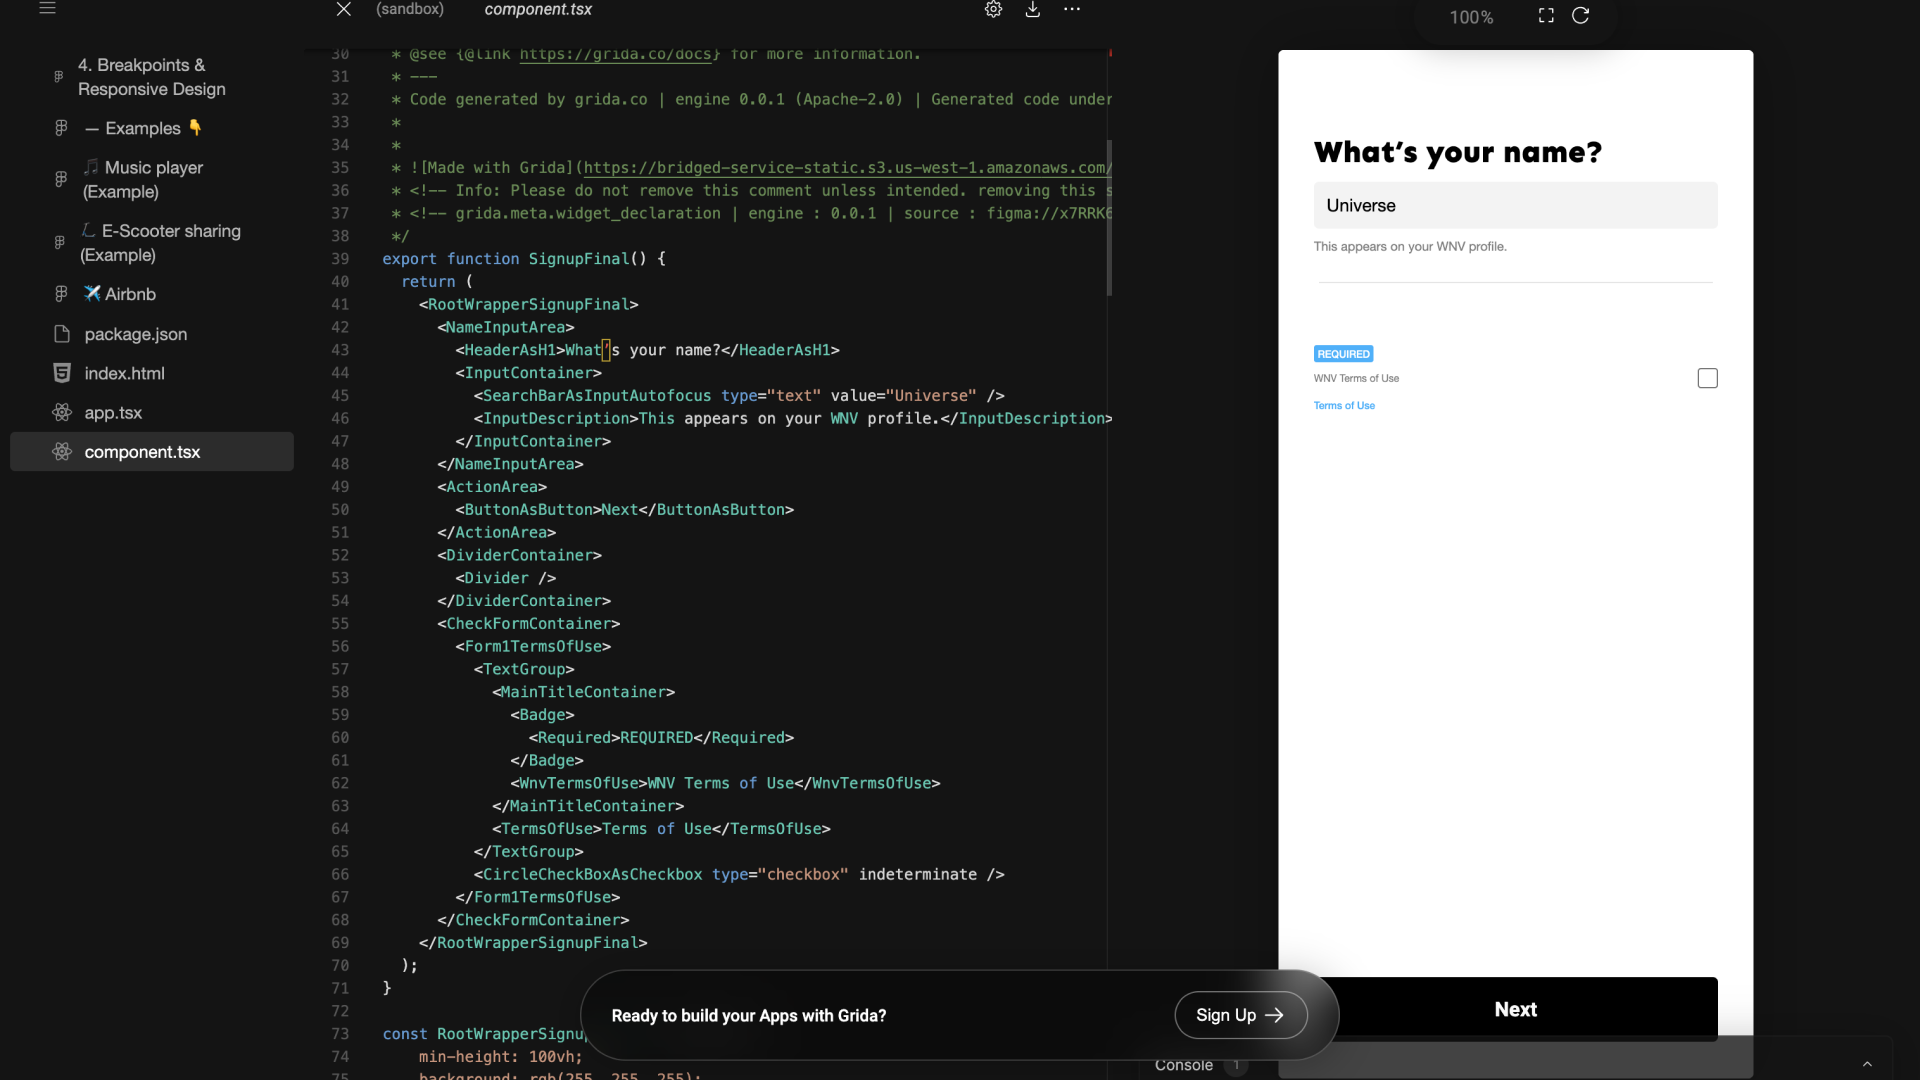 (sandbox)
component.tsx
100%
4. Breakpoints &
Responsive Design
— Examples 👇
🎵 Music player
(Example)
🛴 E-Scooter sharing
(Example)
✈️ Airbnb
package.json
index.html
app.tsx
component.tsx
30 * @see {@link https://grida.co/docs} for more information.
31 * ---
32 * Code generated by grida.co | engine 0.0.1 (Apache-2.0) | Generated code under
33 *
34 *
35 * ![Made with Grida](https://bridged-service-static.s3.us-west-1.amazonaws.com/
36 * <!-- Info: Please do not remove this comment unless intended. removing this s
37 * <!-- grida.meta.widget_declaration | engine : 0.0.1 | source : figma://x7RRK6
38 */
39 export function SignupFinal() {
40 return (
41 <RootWrapperSignupFinal>
42 <NameInputArea>
43 <HeaderAsH1>What’s your name?</HeaderAsH1>
44 <InputContainer>
45 <SearchBarAsInputAutofocus type="text" value="Universe" />
46 <InputDescription>This appears on your WNV profile.</InputDescription>
47 </InputContainer>
48 </NameInputArea>
49 <ActionArea>
50 <ButtonAsButton>Next</ButtonAsButton>
51 </ActionArea>
52 <DividerContainer>
53 <Divider />
54 </DividerContainer>
55 <CheckFormContainer>
56 <Form1TermsOfUse>
57 <TextGroup>
58 <MainTitleContainer>
59 <Badge>
60 <Required>REQUIRED</Required>
61 </Badge>
62 <WnvTermsOfUse>WNV Terms of Use</WnvTermsOfUse>
63 </MainTitleContainer>
64 <TermsOfUse>Terms of Use</TermsOfUse>
65 </TextGroup>
66 <CircleCheckBoxAsCheckbox type="checkbox" indeterminate />
67 </Form1TermsOfUse>
68 </CheckFormContainer>
69 </RootWrapperSignupFinal>
70 );
71 }
72
73 const RootWrapperSignu
74 min-height: 100vh;
75 background: rgb(255, 255, 255);
What’s your name?
Universe
This appears on your WNV profile.
REQUIRED
WNV Terms of Use
Terms of Use
Next
Ready to build your Apps with Grida?
Sign Up →
Console 1